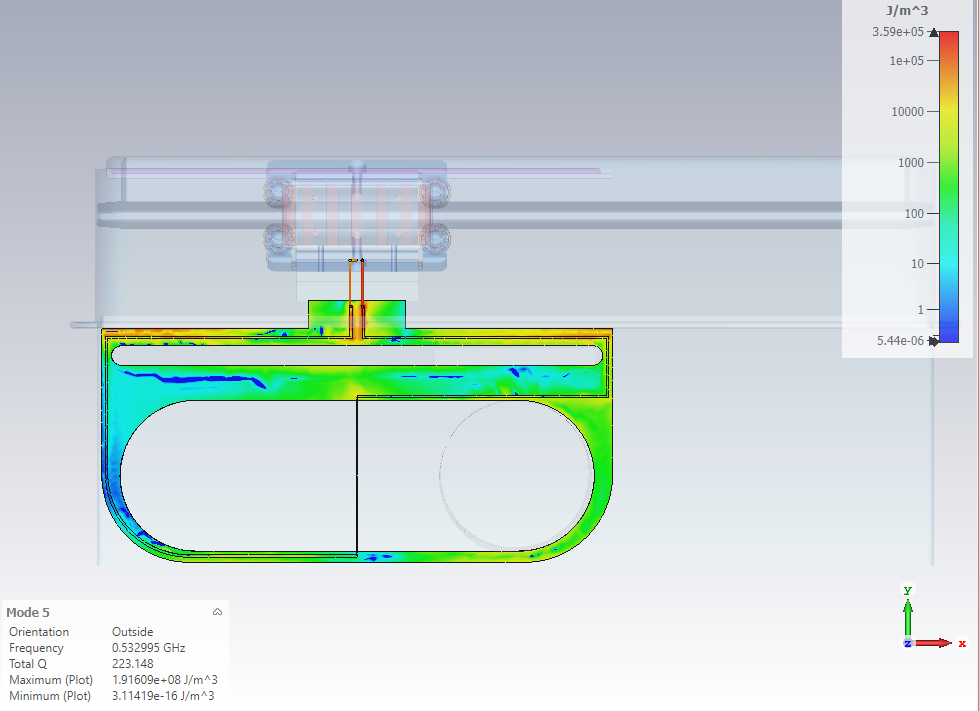 J/m^3
3.59e+05
1e+05
10000
1000
100
10
1
5.44e-06
Mode 5
Orientation Outside
Frequency 0.532995 GHz
Total Q 223.148
Maximum (Plot) 1.91609e+08 J/m^3
Minimum (Plot) 3.11419e-16 J/m^3
y
z x